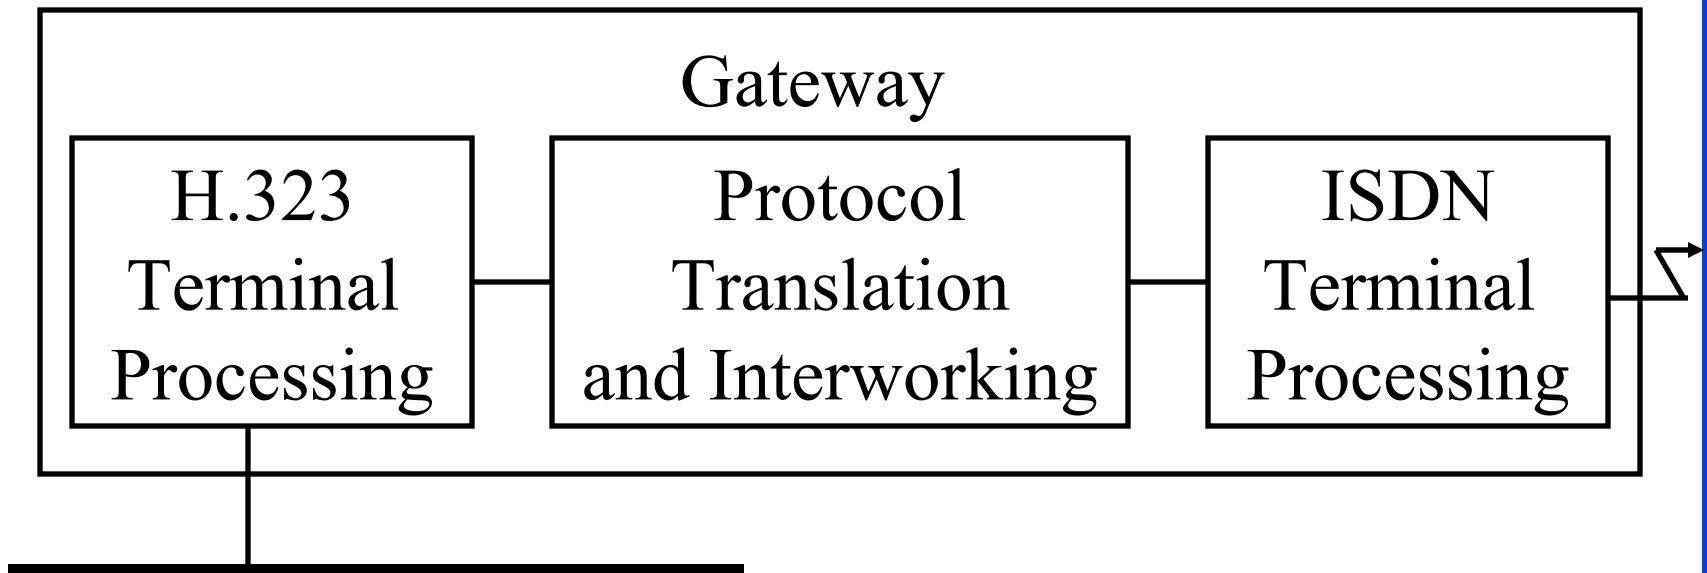 Gateway
H.323
Terminal
Processing
Protocol
Translation
and Interworking
ISDN
Terminal
Processing